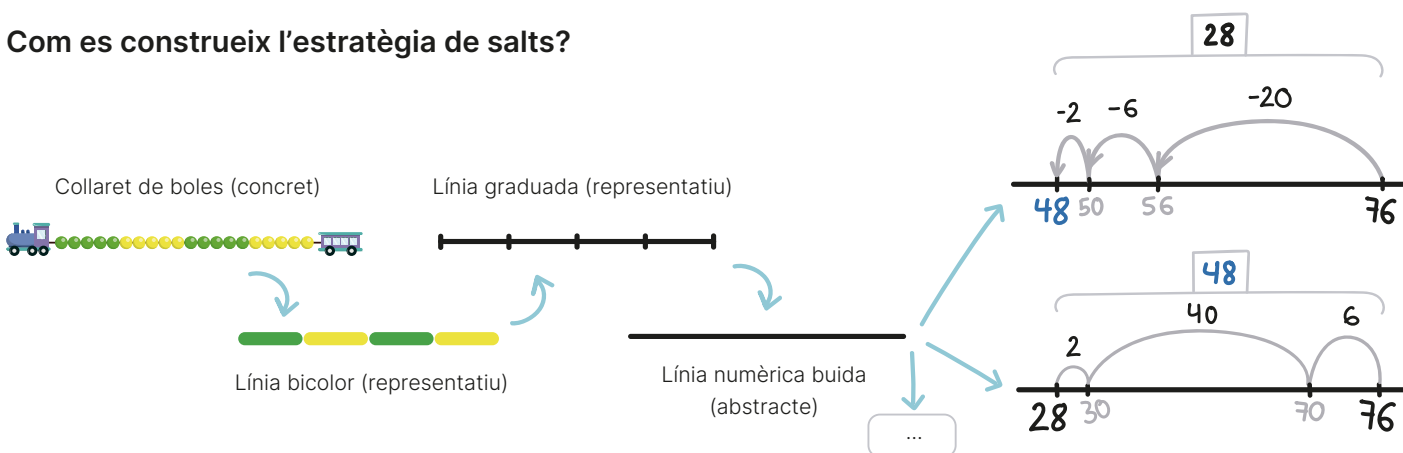 Com es construeix l’estratègia de salts?
Collaret de boles (concret)
Línia graduada (representatiu)
Línia bicolor (representatiu)
Línia numèrica buida
(abstracte)
...
28
-2 -6 -20
48 50 56 76
48
2 40 6
28 30 70 76